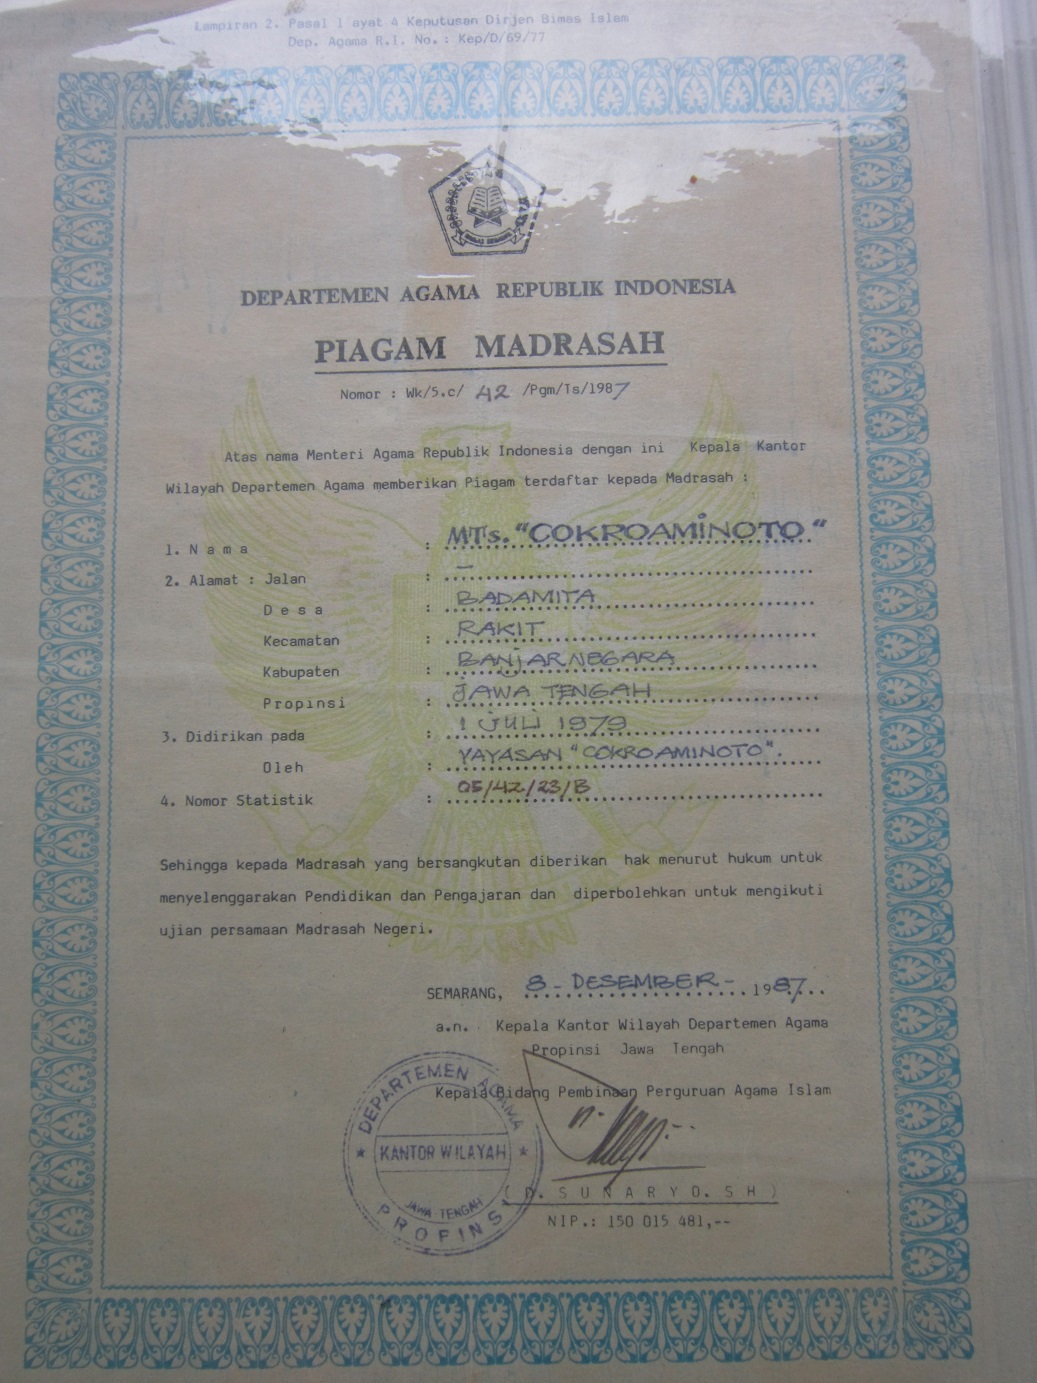 Lampiran 2. Pasal 1 ayat 4 Keputusan Dirjen Bimas Islam
Dep. Agama R.I. No. : Kep/D/69/77
DEPARTEMEN AGAMA REPUBLIK INDONESIA
PIAGAM MADRASAH
Nomor : Wk/5.c/ 42 /Pgm/Ts/1987
Atas nama Menteri Agama Republik Indonesia dengan ini Kepala Kantor
Wilayah Departemen Agama memberikan Piagam terdaftar kepada Madrasah :
1. N a m a : MTs. "COKROAMINOTO"
2. Alamat : Jalan : –
D e s a : BADAMITA
Kecamatan : RAKIT
Kabupaten : BANJARNEGARA
Propinsi : JAWA TENGAH
3. Didirikan pada : 1 JULI 1979
Oleh : YAYASAN "COKROAMINOTO".
4. Nomor Statistik : 05/42/23/B
Sehingga kepada Madrasah yang bersangkutan diberikan hak menurut hukum untuk
menyelenggarakan Pendidikan dan Pengajaran dan diperbolehkan untuk mengikuti
ujian persamaan Madrasah Negeri.
SEMARANG, 8 - DESEMBER - 1987
a.n. Kepala Kantor Wilayah Departemen Agama
Propinsi Jawa Tengah
Kepala Bidang Pembinaan Perguruan Agama Islam
DEPARTEMEN AGAMA
KANTOR WILAYAH
JAWA TENGAH
PROPINSI
( D. S U N A R Y O. S H )
NIP.: 150 015 481,--